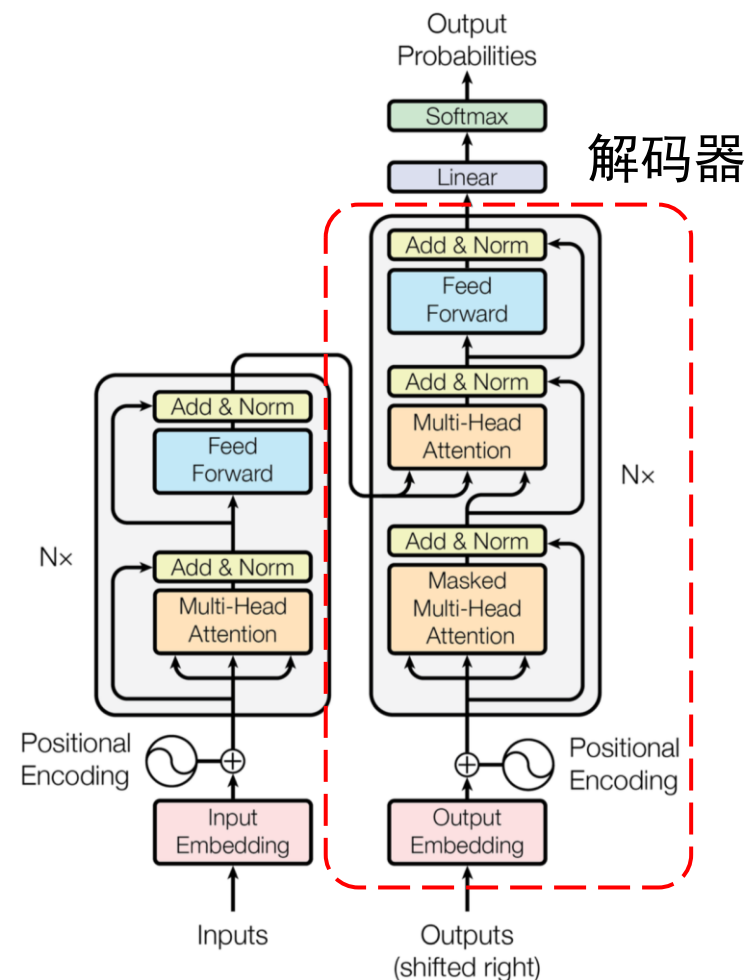 Output
Probabilities
Softmax
解码器
Linear
Add & Norm
Feed
Forward
Add & Norm
Multi-Head
Attention
N×
Add & Norm
Masked
Multi-Head
Attention
Positional
Encoding
Output
Embedding
Outputs
(shifted right)
Add & Norm
Feed
Forward
N×
Add & Norm
Multi-Head
Attention
Positional
Encoding
Input
Embedding
Inputs